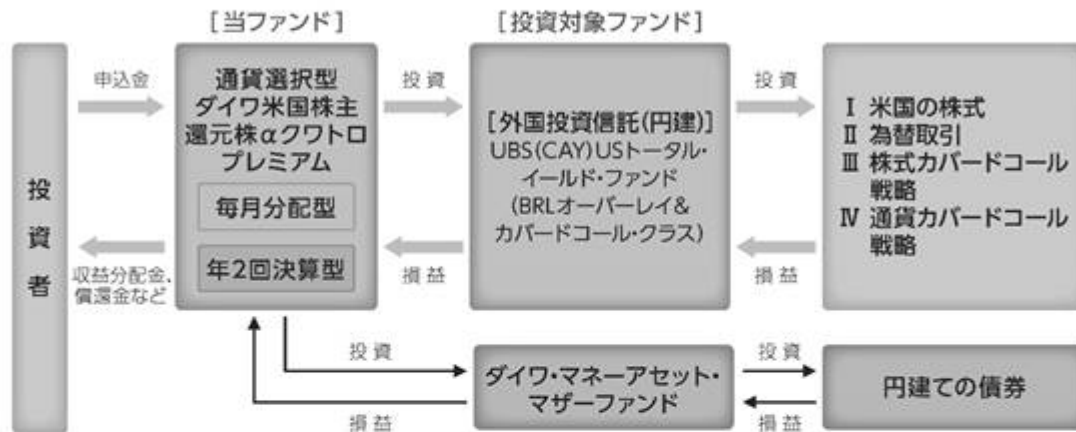 [当ファンド]
[投資対象ファンド]
投資者
申込金
収益分配金、
償還金など
通貨選択型
ダイワ米国株主
還元株αクワトロ
プレミアム
毎月分配型
年2回決算型
投資
損益
[外国投資信託(円建)]
UBS(CAY)USトータル・
イールド・ファンド
(BRLオーバーレイ&
カバードコール・クラス)
投資
損益
Ⅰ 米国の株式
Ⅱ 為替取引
Ⅲ 株式カバードコール
戦略
Ⅳ 通貨カバードコール
戦略
投資
損益
ダイワ・マネーアセット・
マザーファンド
投資
損益
円建ての債券